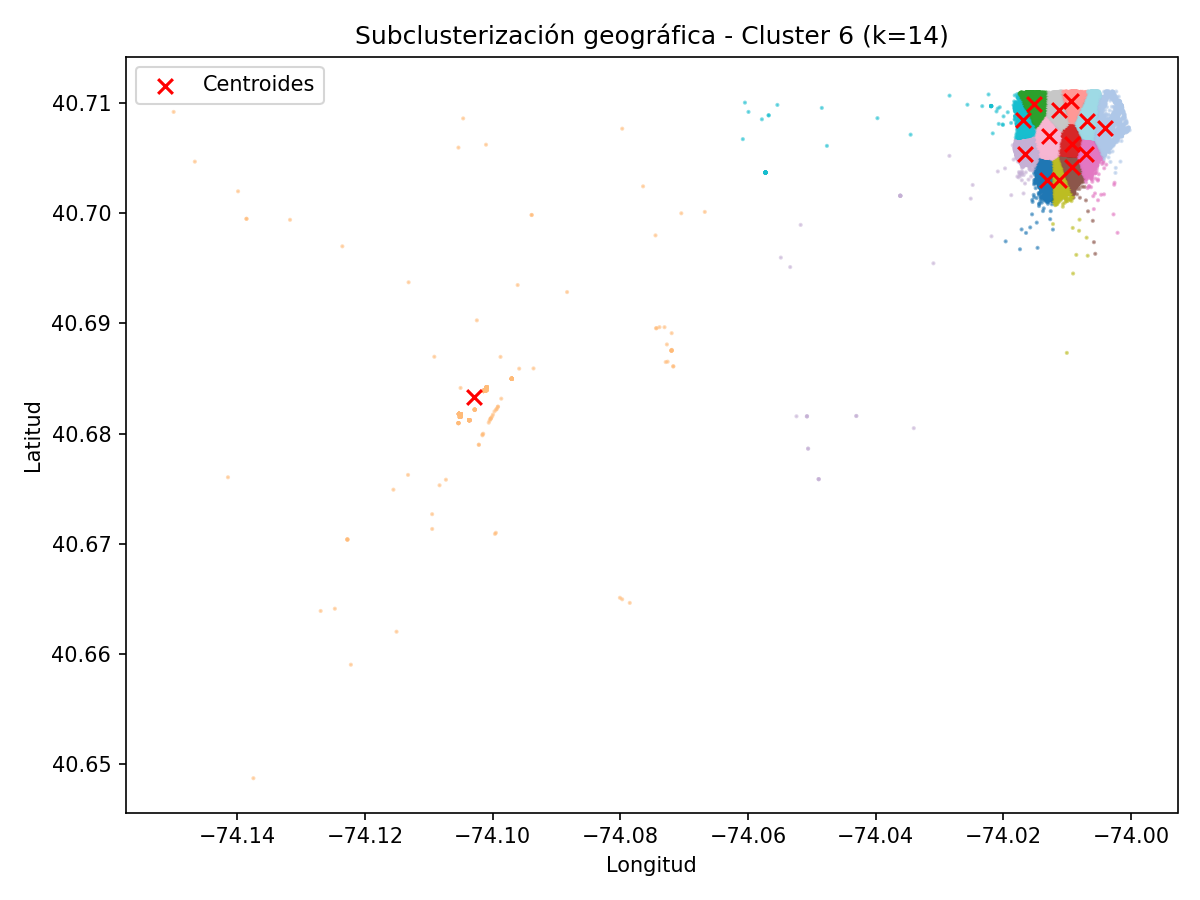 Subclusterización geográfica - Cluster 6 (k=14)
Centroides
40.71
40.70
40.69
40.68
40.67
40.66
40.65
Latitud
−74.14 −74.12 −74.10 −74.08 −74.06 −74.04 −74.02 −74.00
Longitud